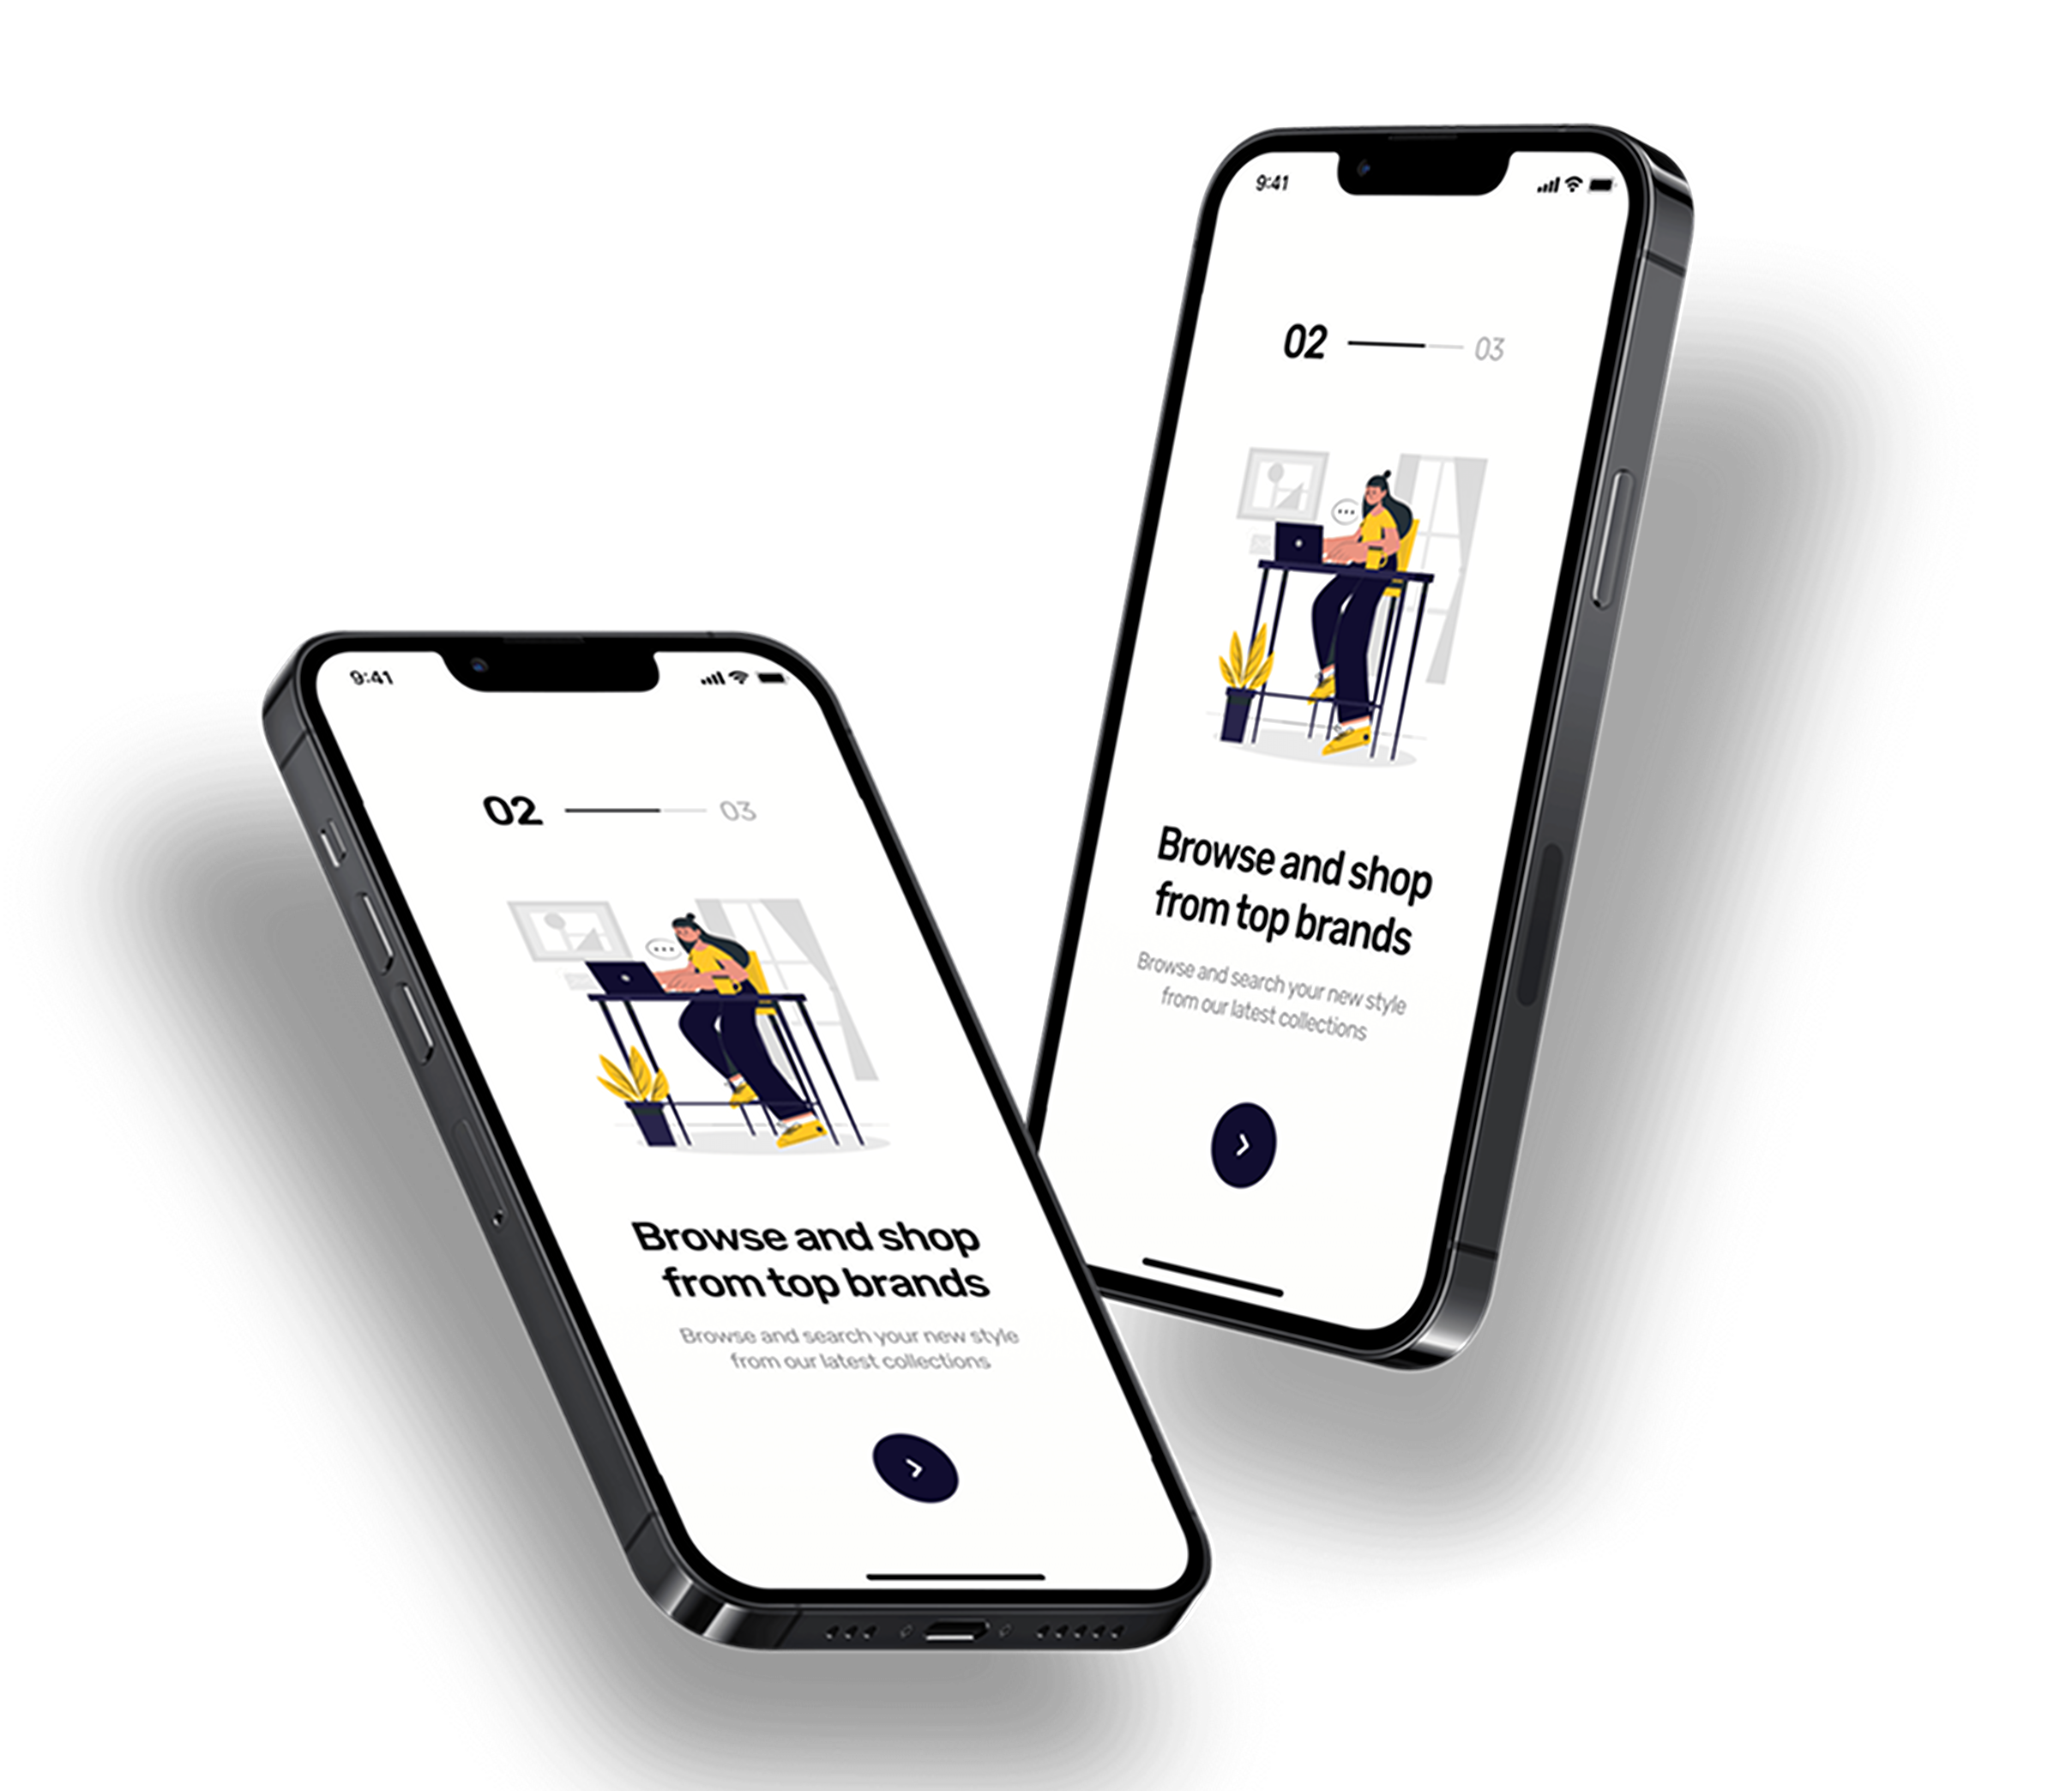 9:41
02 03
Browse and shop
from top brands
Browse and search your new style
from our latest collections
9:41
02 03
Browse and shop
from top brands
Browse and search your new style
from our latest collections